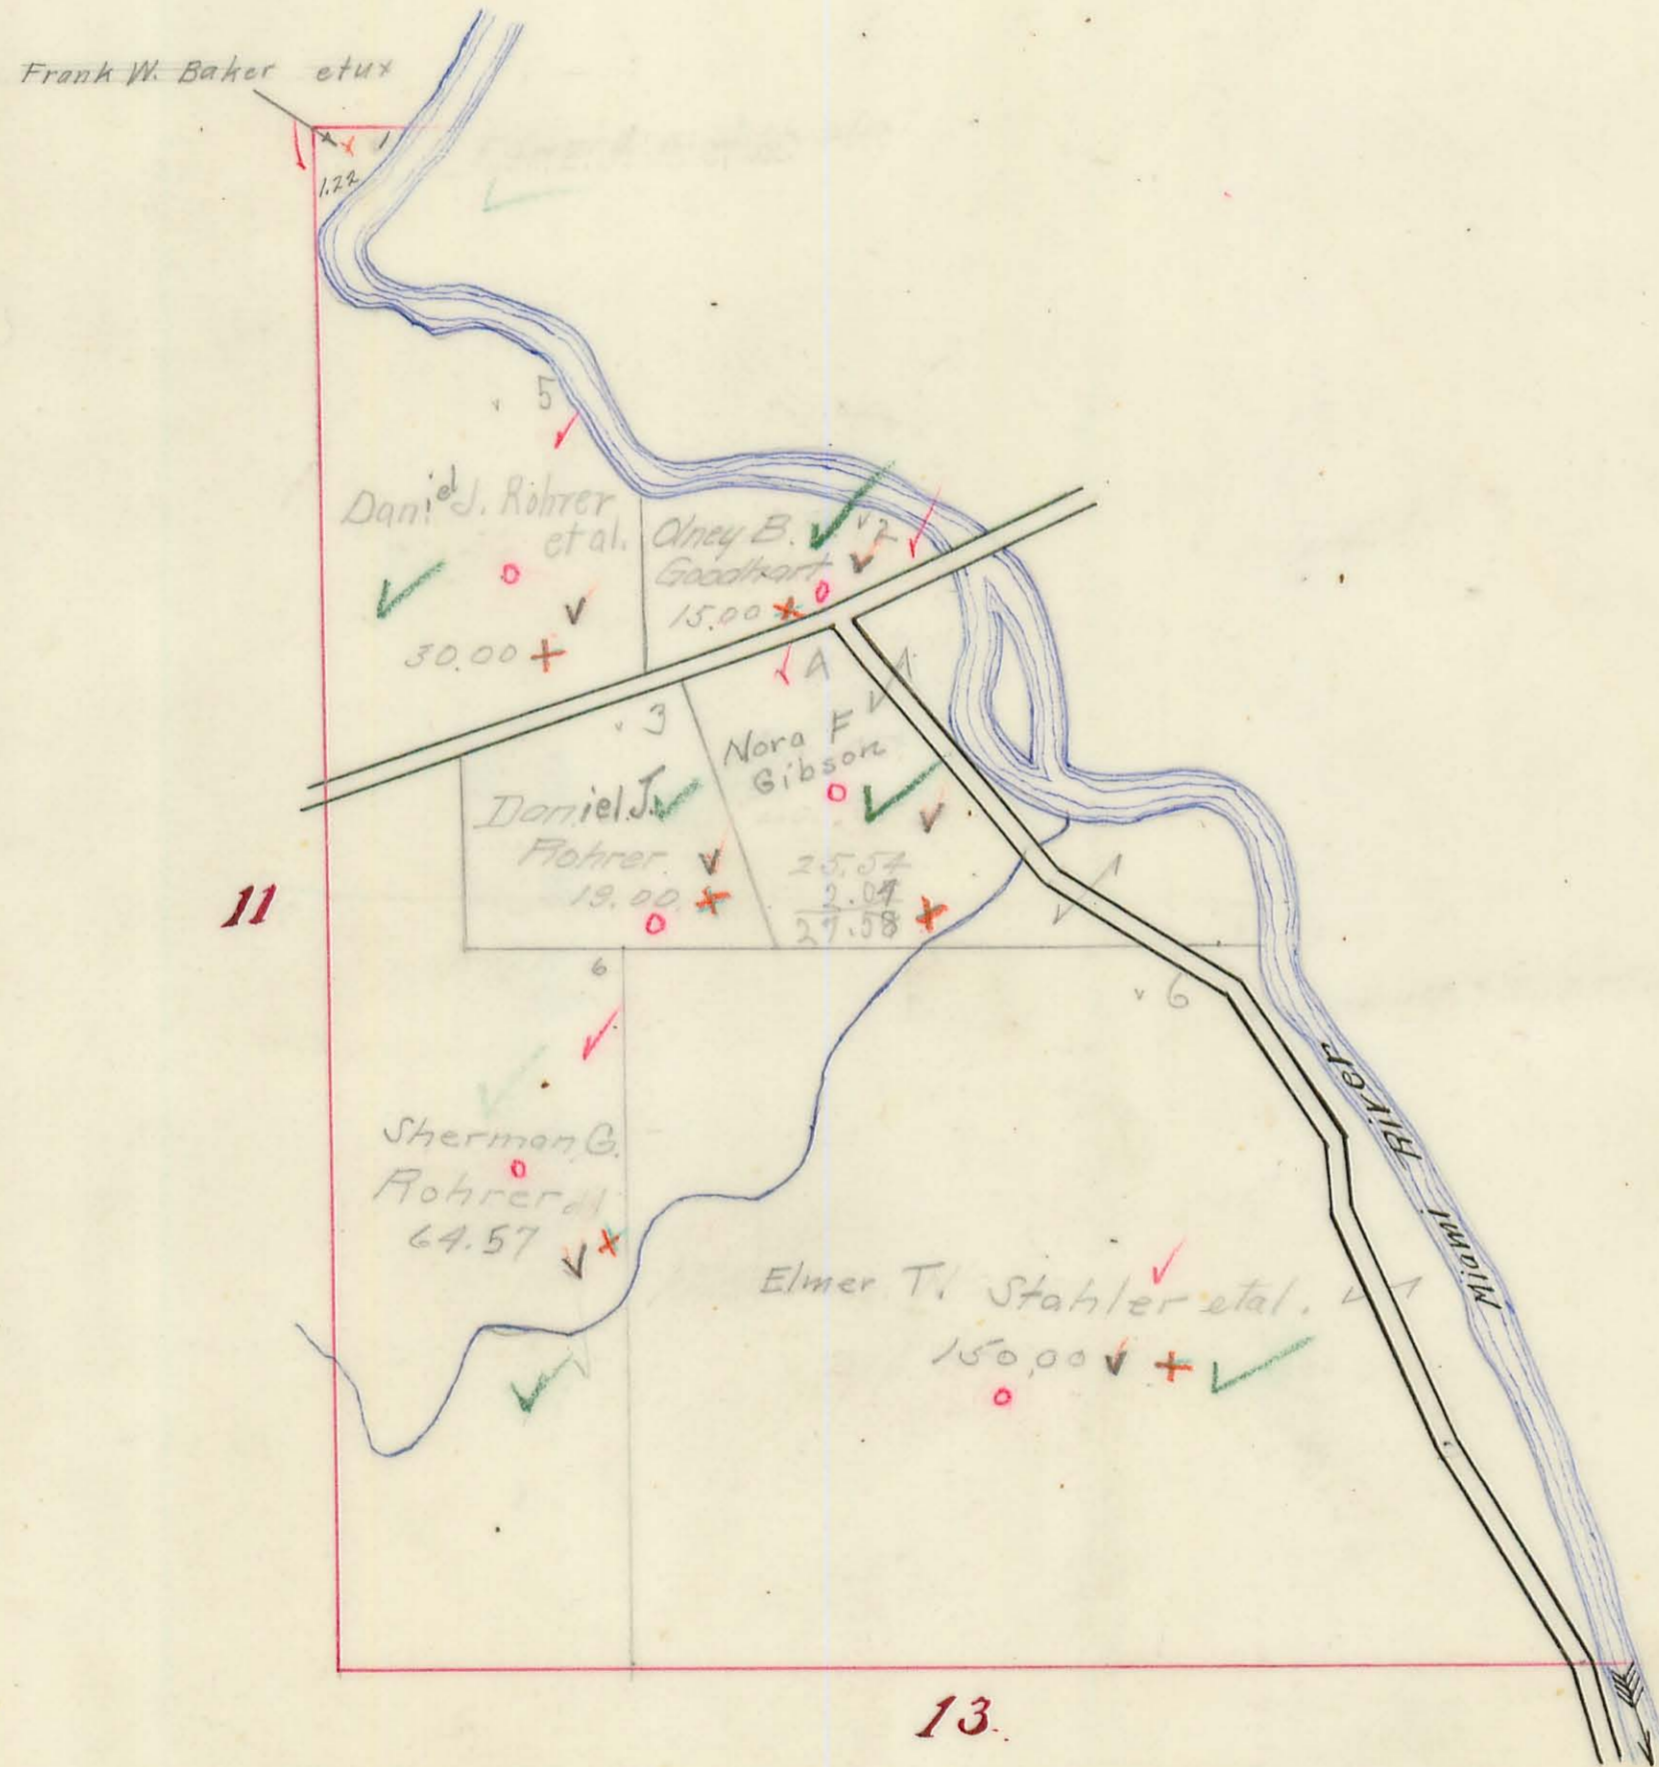 Frank W. Baker etux
1
1.22
5
Daniel J. Rohrer
et al.
30.00
2
Olney B.
Goodhart
15.00
3
Daniel J.
Rohrer.
19.00
A
Nora F
Gibson
25.54
2.04
27.58
11
6
Sherman G.
Rohrer
64.57
6
Miami River
Elmer T. Stahler etal.
150.00
13.